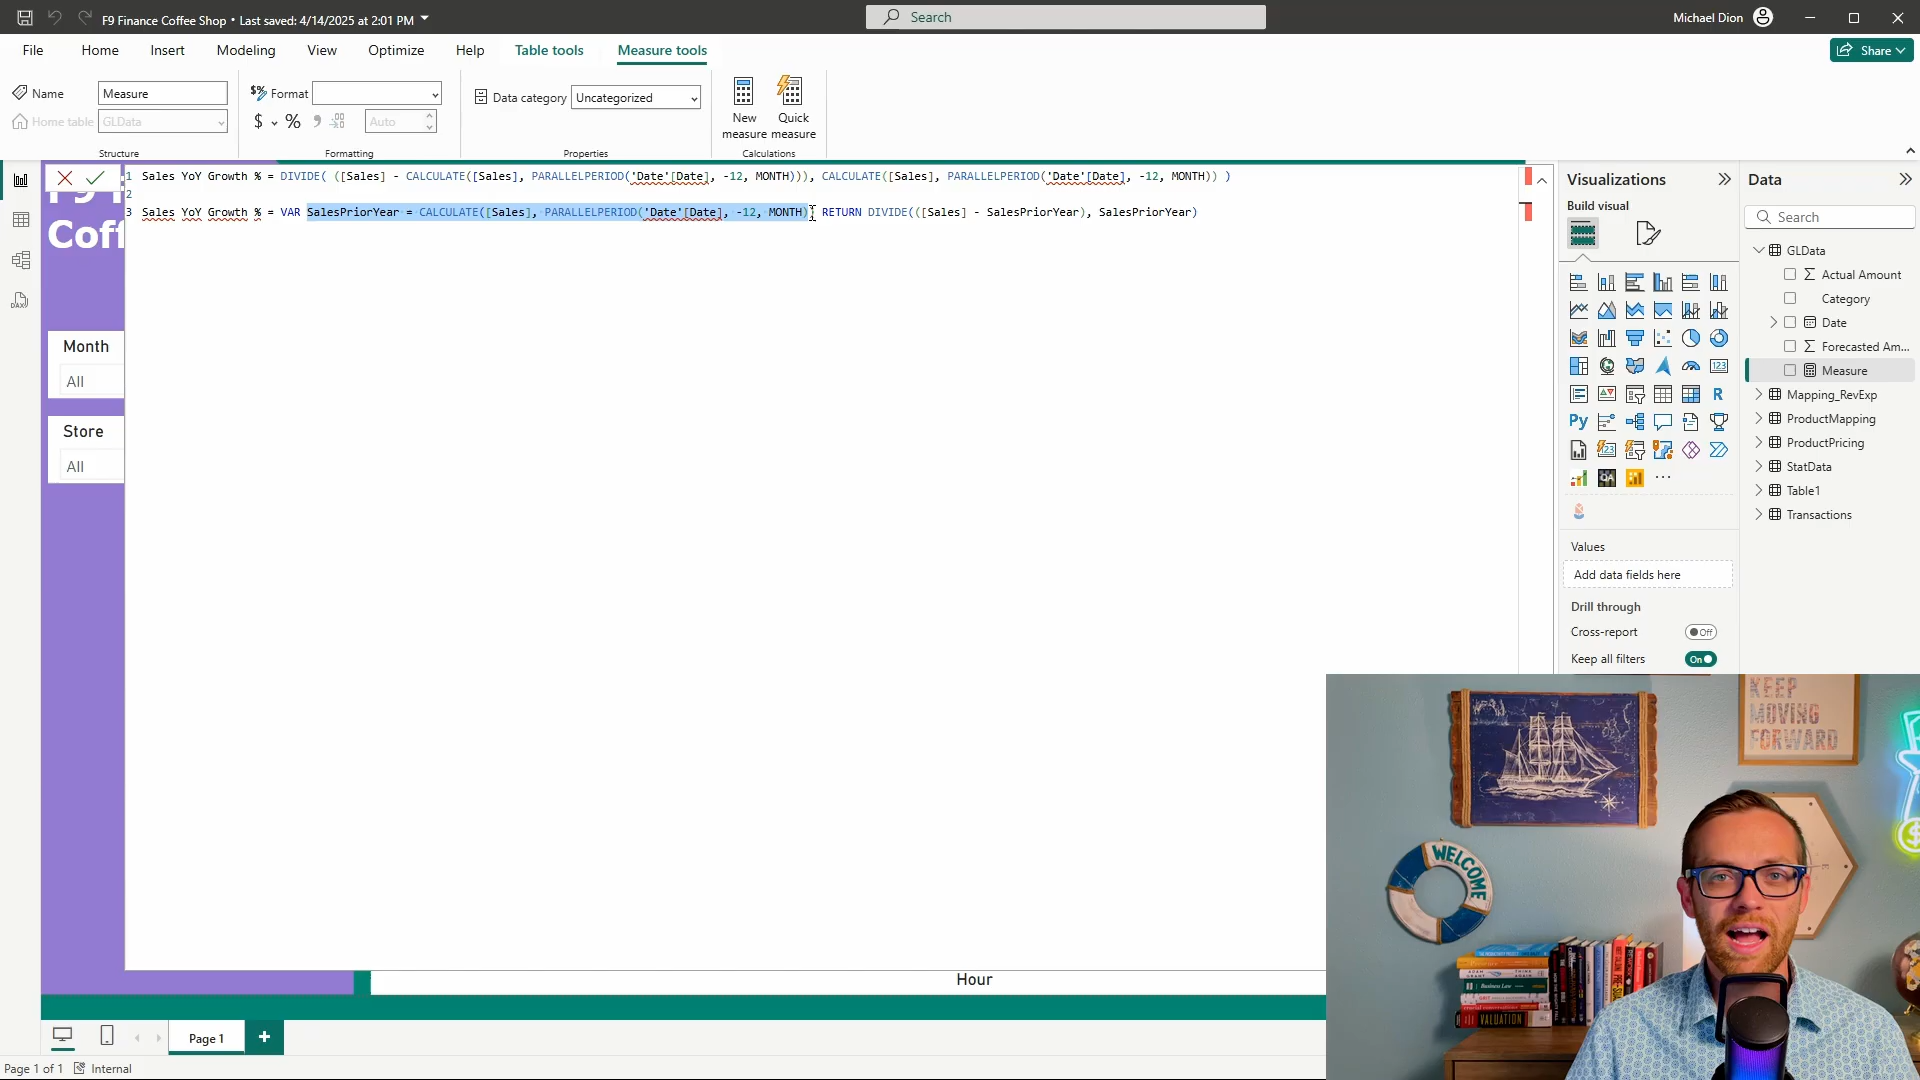 F9 Finance Coffee Shop • Last saved: 4/14/2025 at 2:01 PM
Search
Michael Dion
File Home Insert Modeling View Optimize Help Table tools Measure tools
Share
Name Measure
Home table GLData
Structure
$% Format
$ % Auto
Formatting
Data category Uncategorized
Properties
New measure
Quick measure
Calculations
1 Sales YoY Growth % = DIVIDE( ([Sales] - CALCULATE([Sales], PARALLELPERIOD('Date'[Date], -12, MONTH))), CALCULATE([Sales], PARALLELPERIOD('Date'[Date], -12, MONTH)) )
2
3 Sales YoY Growth % = VAR SalesPriorYear = CALCULATE([Sales], PARALLELPERIOD('Date'[Date], -12, MONTH)) RETURN DIVIDE(([Sales] - SalesPriorYear), SalesPriorYear)
Coff
Month
All
Store
All
Hour
Visualizations
Build visual
123
R
Py
Values
Add data fields here
Drill through
Cross-report Off
Keep all filters On
Data
Search
GLData
Actual Amount
Category
Date
Forecasted Am...
Measure
Mapping_RevExp
ProductMapping
ProductPricing
StatData
Table1
Transactions
KEEP
MOVING
FORWARD
WELCOME
Business Law
VALUATION
Page 1
Page 1 of 1 Internal